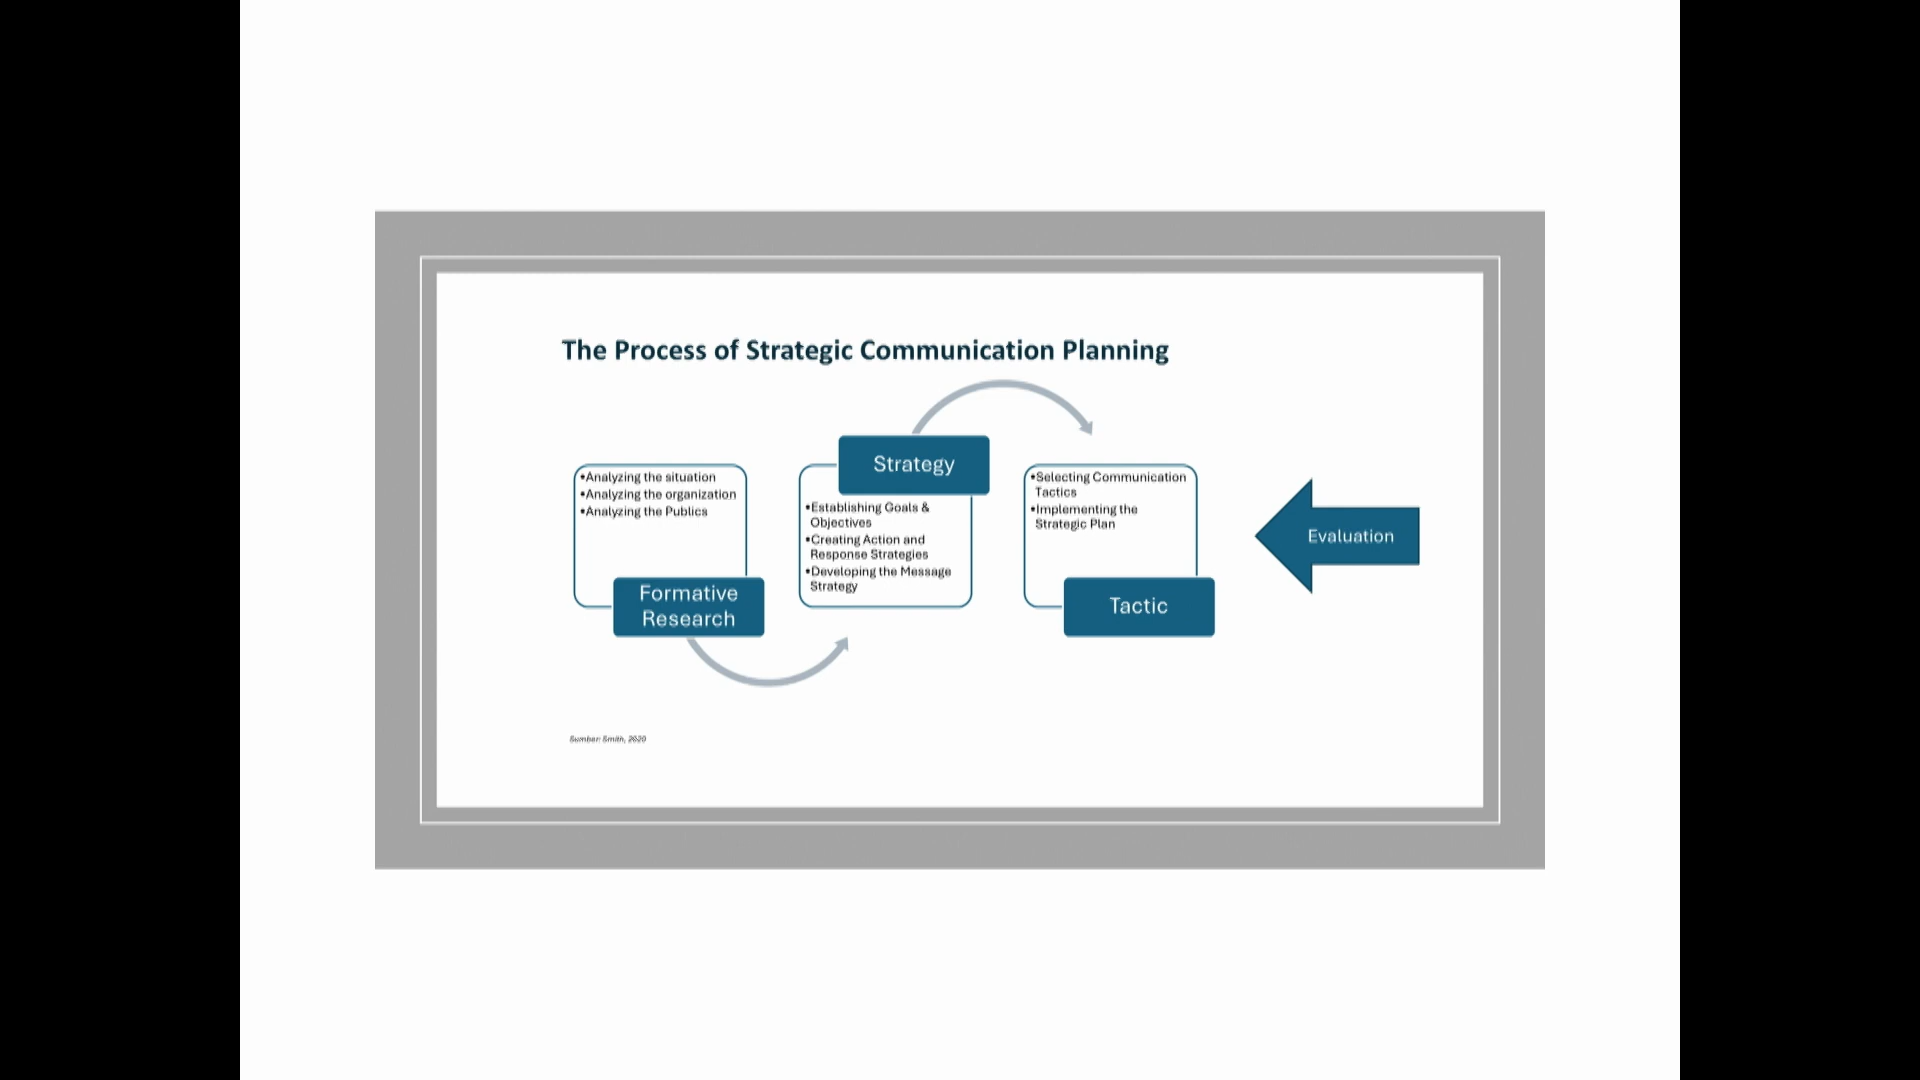 The Process of Strategic Communication Planning
•Analyzing the situation
•Analyzing the organization
•Analyzing the Publics
Formative
Research
Strategy
•Establishing Goals &
Objectives
•Creating Action and
Response Strategies
•Developing the Message
Strategy
•Selecting Communication
Tactics
•Implementing the
Strategic Plan
Tactic
Evaluation
Sumber: Smith, 2020